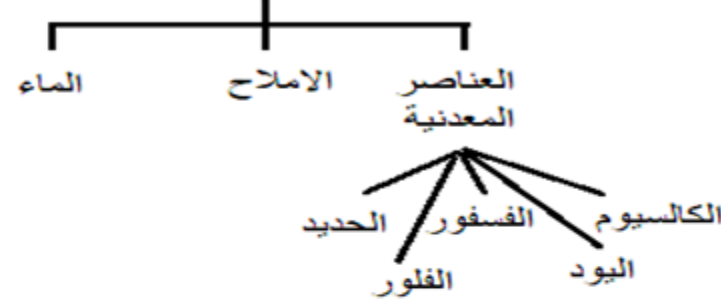 العناصر المعدنية
الاملاح
الماء
الكالسيوم
الفسفور
الحديد
اليود
الفلور